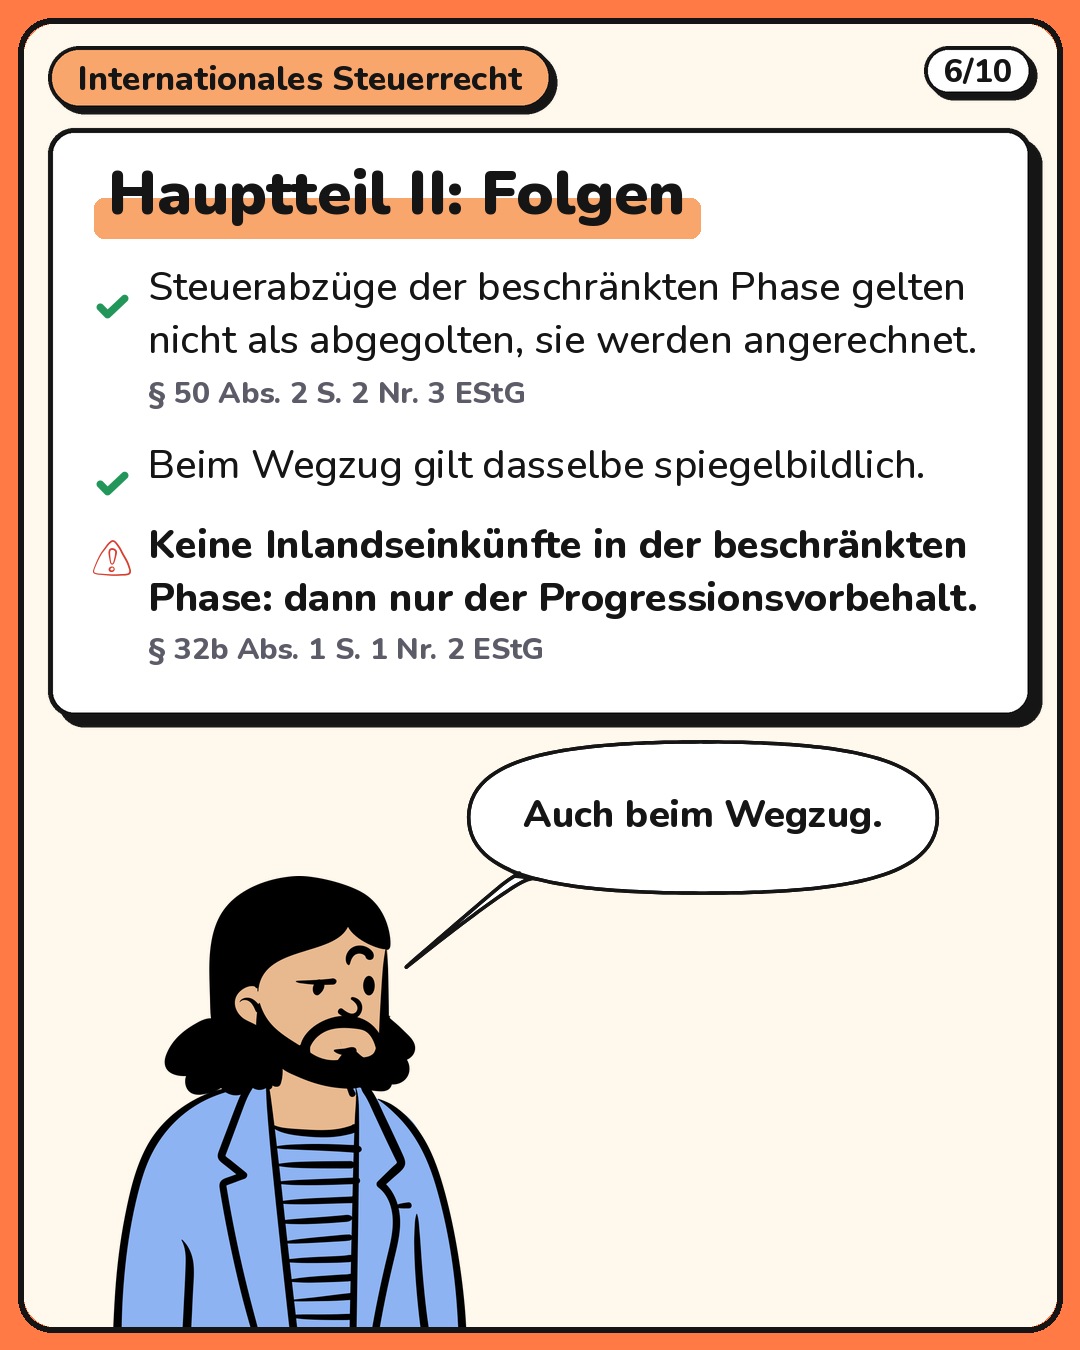 Internationales Steuerrecht
6/10
Hauptteil II: Folgen
Steuerabzüge der beschränkten Phase gelten
nicht als abgegolten, sie werden angerechnet.
§ 50 Abs. 2 S. 2 Nr. 3 EStG
Beim Wegzug gilt dasselbe spiegelbildlich.
Keine Inlandseinkünfte in der beschränkten
Phase: dann nur der Progressionsvorbehalt.
§ 32b Abs. 1 S. 1 Nr. 2 EStG
Auch beim Wegzug.